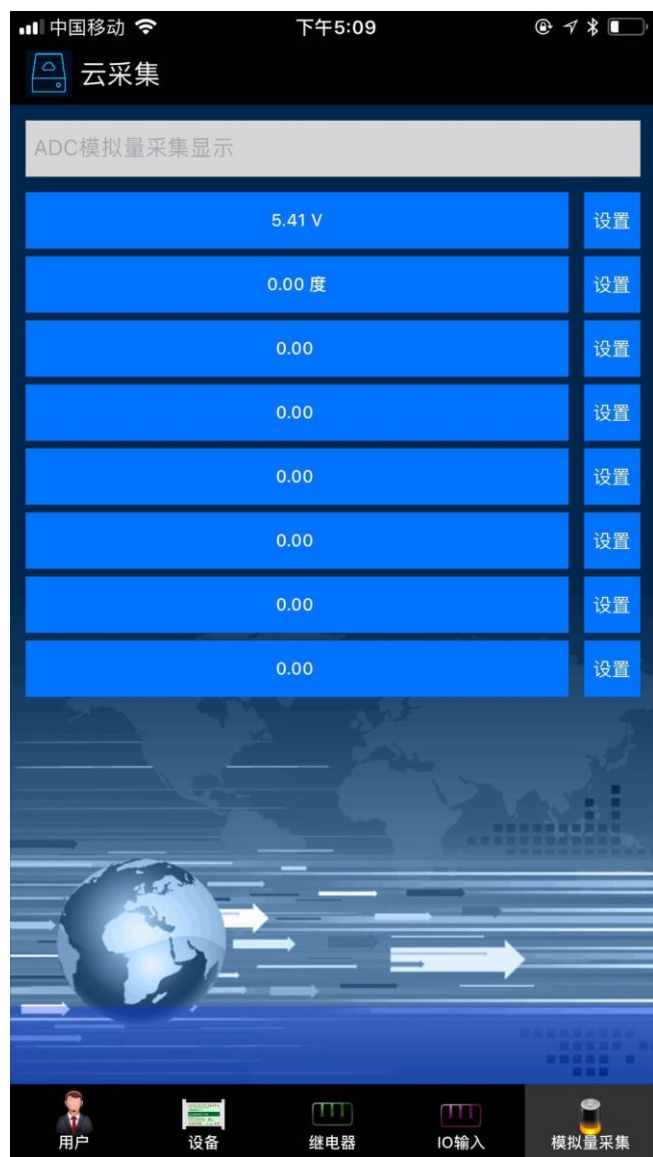 中国移动 下午5:09
云采集
ADC模拟量采集显示
5.41 V 设置
0.00 度 设置
0.00 设置
0.00 设置
0.00 设置
0.00 设置
0.00 设置
0.00 设置
用户 设备 继电器 IO输入 模拟量采集